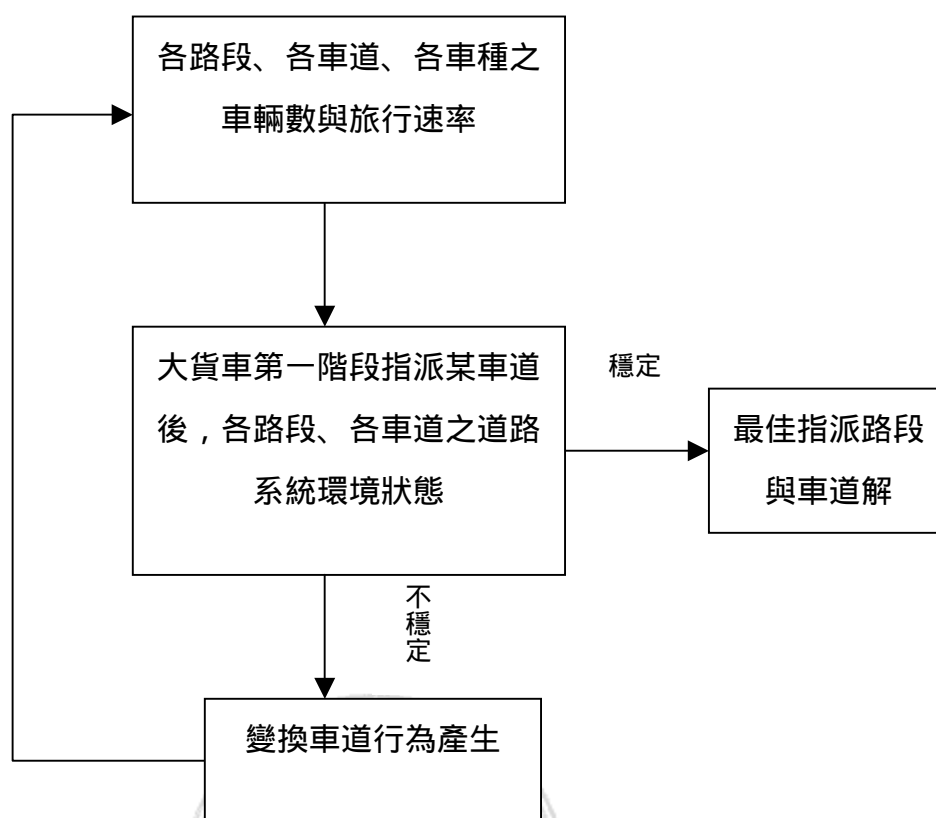 各路段、各車道、各車種之
車輛數與旅行速率
大貨車第一階段指派某車道
後，各路段、各車道之道路
系統環境狀態
穩定
最佳指派路段
與車道解
不穩定
變換車道行為產生